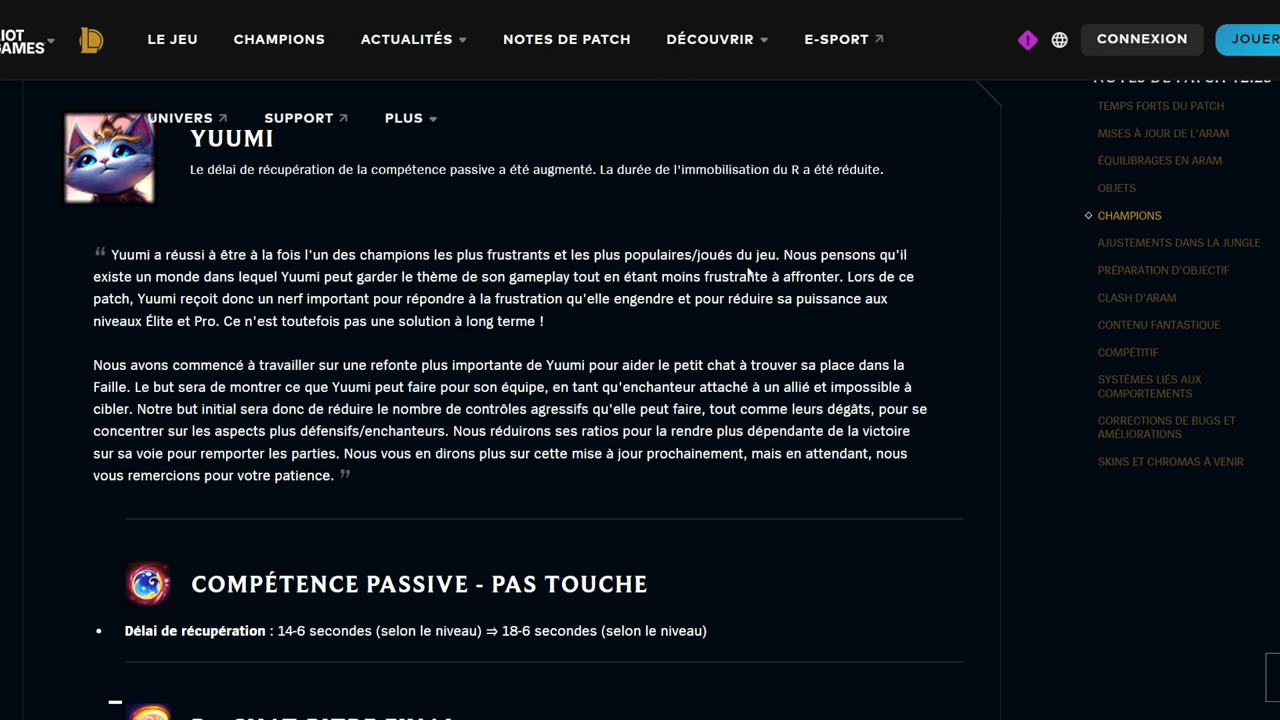 IOT
GAMES
LE JEU
CHAMPIONS
ACTUALITÉS
NOTES DE PATCH
DÉCOUVRIR
E-SPORT
CONNEXION
JOUER
UNIVERS
SUPPORT
PLUS
YUUMI
Le délai de récupération de la compétence passive a été augmenté. La durée de l'immobilisation du R a été réduite.
“ Yuumi a réussi à être à la fois l'un des champions les plus frustrants et les plus populaires/joués du jeu. Nous pensons qu'il
existe un monde dans lequel Yuumi peut garder le thème de son gameplay tout en étant moins frustrante à affronter. Lors de ce
patch, Yuumi reçoit donc un nerf important pour répondre à la frustration qu'elle engendre et pour réduire sa puissance aux
niveaux Élite et Pro. Ce n'est toutefois pas une solution à long terme !
Nous avons commencé à travailler sur une refonte plus importante de Yuumi pour aider le petit chat à trouver sa place dans la
Faille. Le but sera de montrer ce que Yuumi peut faire pour son équipe, en tant qu'enchanteur attaché à un allié et impossible à
cibler. Notre but initial sera donc de réduire le nombre de contrôles agressifs qu'elle peut faire, tout comme leurs dégâts, pour se
concentrer sur les aspects plus défensifs/enchanteurs. Nous réduirons ses ratios pour la rendre plus dépendante de la victoire
sur sa voie pour remporter les parties. Nous vous en dirons plus sur cette mise à jour prochainement, mais en attendant, nous
vous remercions pour votre patience. ”
COMPÉTENCE PASSIVE - PAS TOUCHE
• Délai de récupération : 14-6 secondes (selon le niveau) ⇒ 18-6 secondes (selon le niveau)
NOTES DE PATCH
TEMPS FORTS DU PATCH
MISES À JOUR DE L'ARAM
ÉQUILIBRAGES EN ARAM
OBJETS
CHAMPIONS
AJUSTEMENTS DANS LA JUNGLE
PRÉPARATION D'OBJECTIF
CLASH D'ARAM
CONTENU FANTASTIQUE
COMPÉTITIF
SYSTÈMES LIÉS AUX
COMPORTEMENTS
CORRECTIONS DE BUGS ET
AMÉLIORATIONS
SKINS ET CHROMAS À VENIR